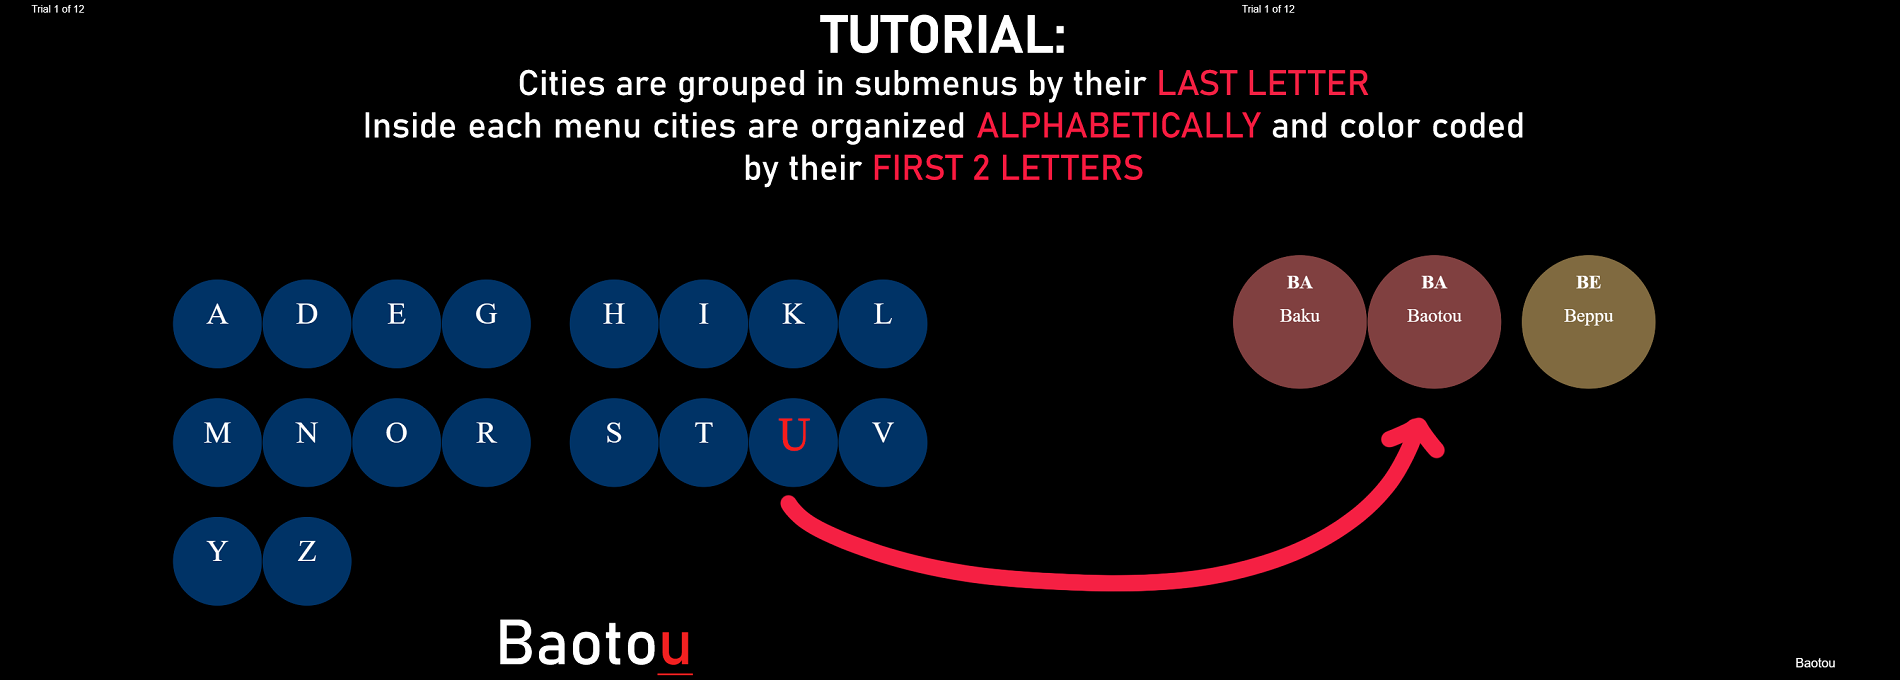 Trial 1 of 12
Trial 1 of 12
TUTORIAL:
Cities are grouped in submenus by their LAST LETTER
Inside each menu cities are organized ALPHABETICALLY and color coded
by their FIRST 2 LETTERS
A D E G H I K L
M N O R S T U V
Y Z
BA BA BE
Baku Baotou Beppu
Baotou
Baotou